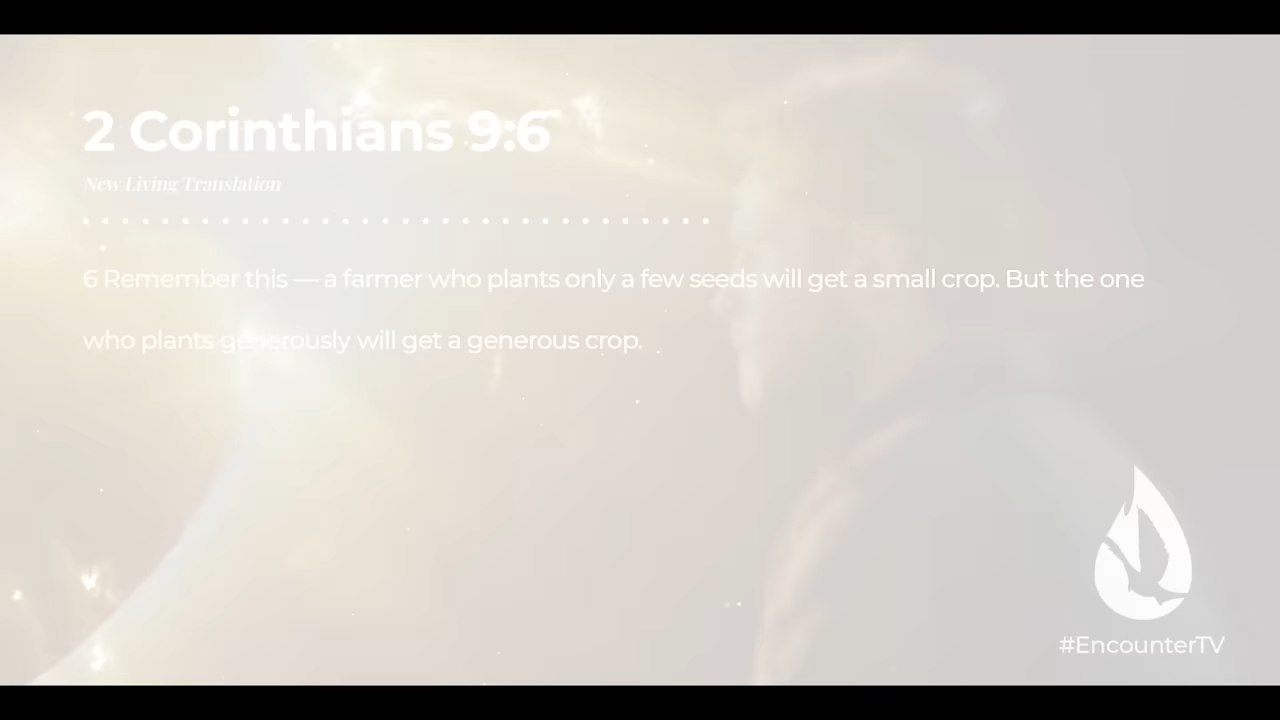 2 Corinthians 9:6
New Living Translation
6 Remember this — a farmer who plants only a few seeds will get a small crop. But the one
who plants generously will get a generous crop.
#EncounterTV